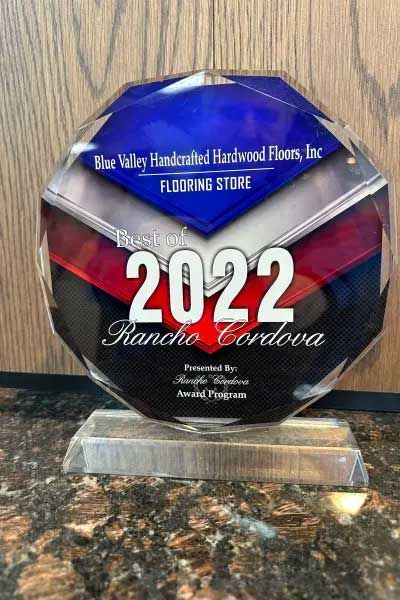 Blue Valley Handcrafted Hardwood Floors, Inc
FLOORING STORE
Best of
2022
Rancho Cordova
Presented By:
Rancho Cordova
Award Program